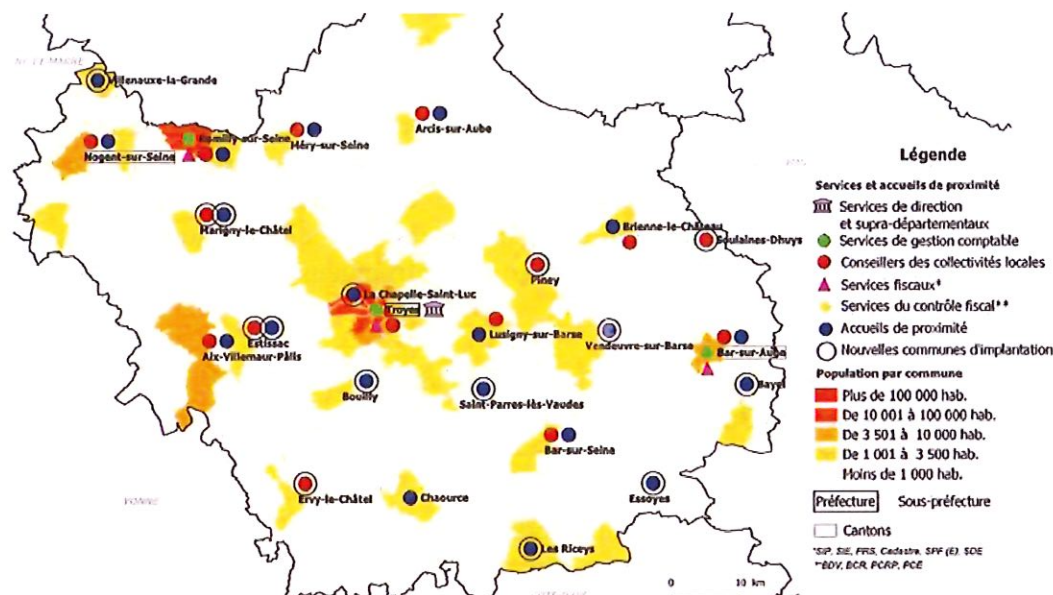 Villenauxe-la-Grande
Arcis-sur-Aube
Romilly-sur-Seine
Méry-sur-Seine
Nogent-sur-Seine
Marigny-le-Châtel
Brienne-le-Château
Soulaines-Dhuys
Piney
La Chapelle-Saint-Luc
Troyes
Lusigny-sur-Barse
Vendeuvre-sur-Barse
Bar-sur-Aube
Estissac
Aix-Villemaur-Pâlis
Bayel
Bouilly
Saint-Parres-lès-Vaudes
Bar-sur-Seine
Ervy-le-Châtel
Chaource
Essoyes
Les Riceys
YONNE
0 10 km
Légende
Services et accueils de proximité
Services de direction
et supra-départementaux
Services de gestion comptable
Conseillers des collectivités locales
Services fiscaux*
Services du contrôle fiscal**
Accueils de proximité
Nouvelles communes d'implantation
Population par commune
Plus de 100 000 hab.
De 10 001 à 100 000 hab.
De 3 501 à 10 000 hab.
De 1 001 à 3 500 hab.
Moins de 1 000 hab.
Préfecture Sous-préfecture
Cantons
*SIP, SIE, PRS, Cadastre, SPF (E), SDE
**BDV, BCR, PCRP, PCE